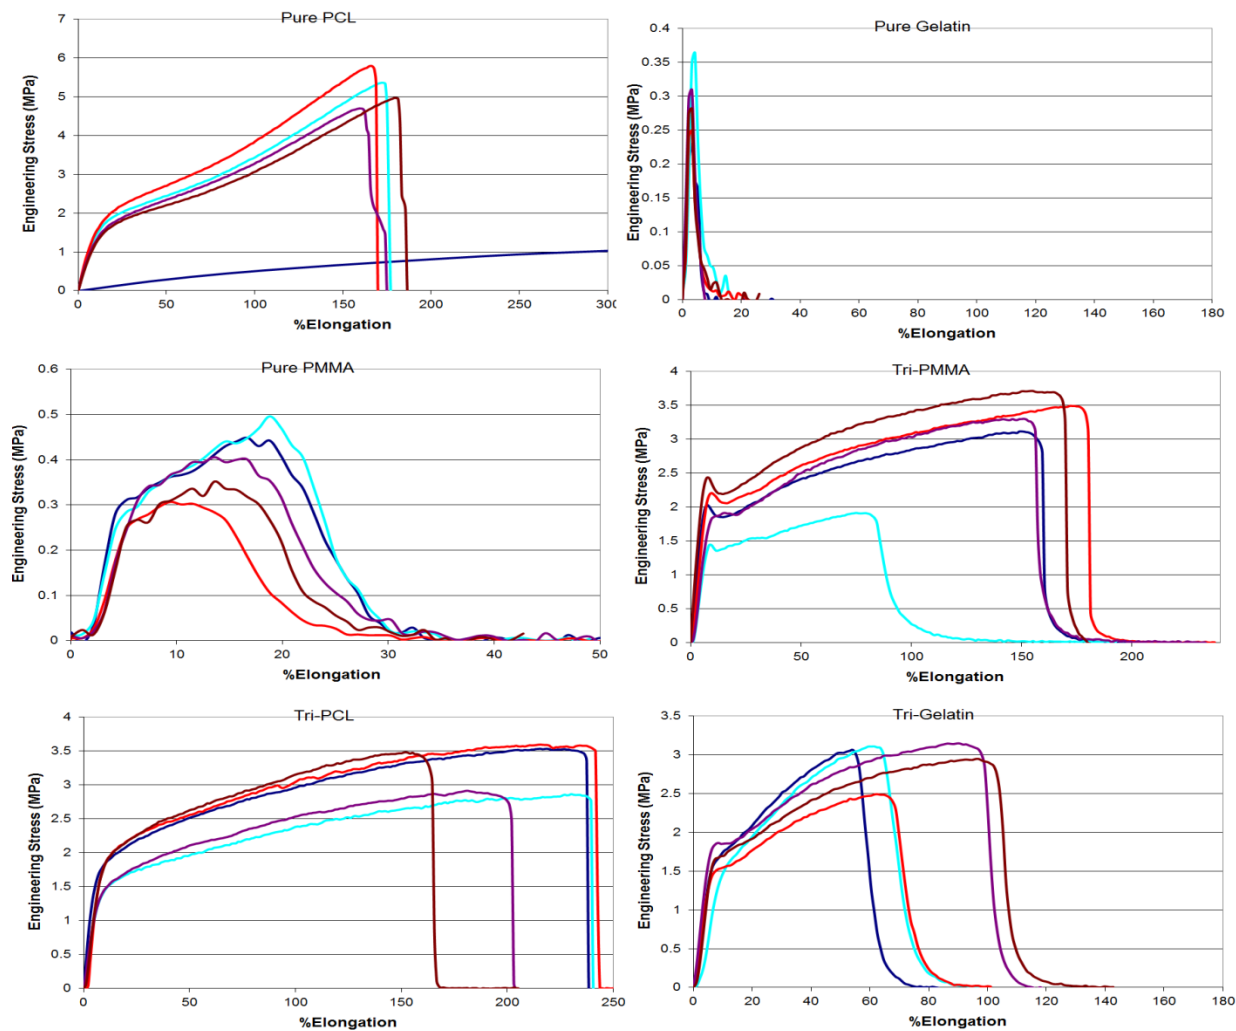 Pure PCL
Engineering Stress (MPa)
7
6
5
4
3
2
1
0
0 50 100 150 200 250 300
%Elongation
Pure Gelatin
Engineering Stress (MPa)
0.4
0.35
0.3
0.25
0.2
0.15
0.1
0.05
0
0 20 40 60 80 100 120 140 160 180
%Elongation
Pure PMMA
Engineering Stress (MPa)
0.6
0.5
0.4
0.3
0.2
0.1
0
0 10 20 30 40 50
%Elongation
Tri-PMMA
Engineering Stress (MPa)
4
3.5
3
2.5
2
1.5
1
0.5
0
0 50 100 150 200
%Elongation
Tri-PCL
Engineering Stress (MPa)
4
3.5
3
2.5
2
1.5
1
0.5
0
0 50 100 150 200 250
%Elongation
Tri-Gelatin
Engineering Stress (MPa)
3.5
3
2.5
2
1.5
1
0.5
0
0 20 40 60 80 100 120 140 160 180
%Elongation